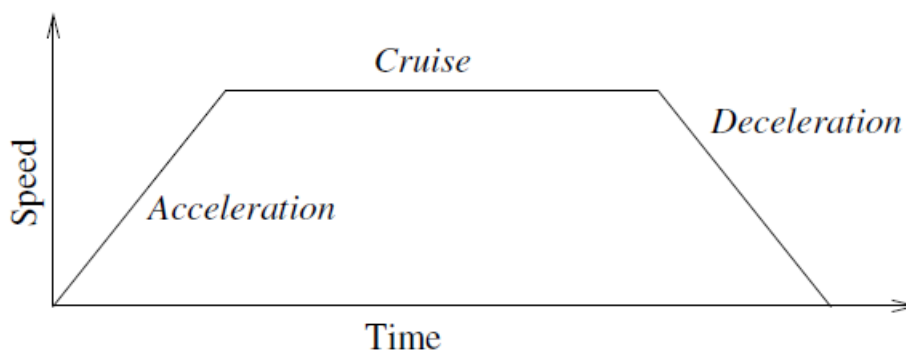 Cruise
Deceleration
Speed
Acceleration
Time